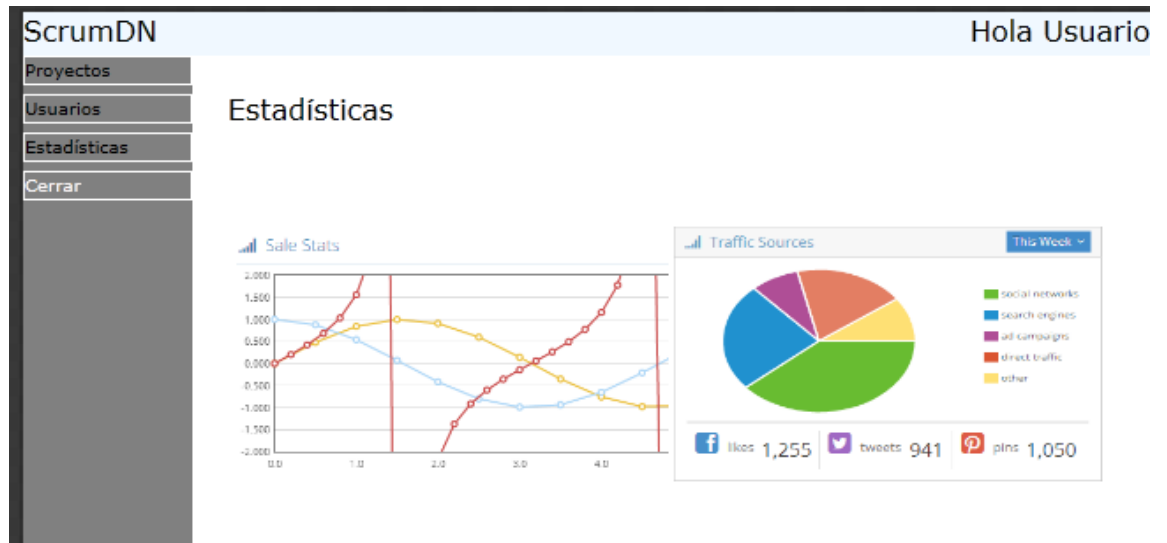 ScrumDN
Hola Usuario
Proyectos
Usuarios
Estadísticas
Cerrar
Estadísticas
Sale Stats
2.000
1.500
1.000
0.500
0.000
-0.500
-1.000
-1.500
-2.000
0.0 1.0 2.0 3.0 4.0
Traffic Sources
This Week
social networks
search engines
ad campaigns
direct traffic
other
likes 1,255 tweets 941 pins 1,050